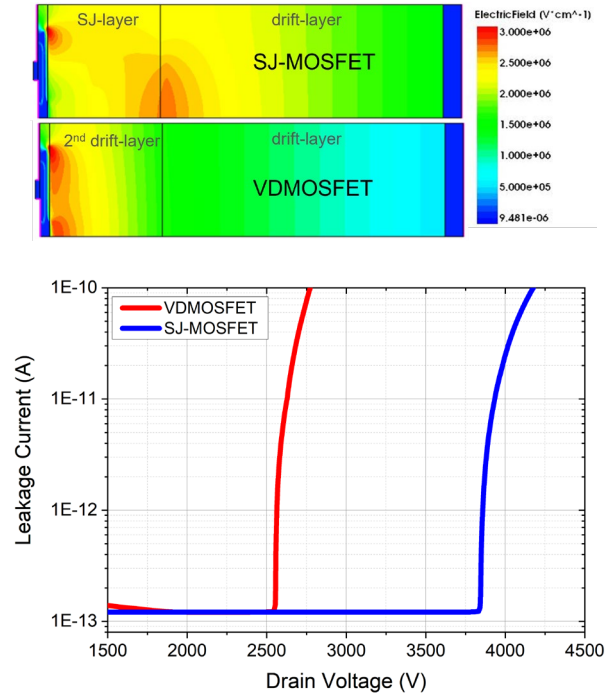 SJ-layer drift-layer
SJ-MOSFET
2nd drift-layer drift-layer
VDMOSFET
ElectricField (V*cm^-1)
3.000e+06
2.500e+06
2.000e+06
1.500e+06
1.000e+06
5.000e+05
9.481e-06
1E-10
1E-11
1E-12
1E-13
Leakage Current (A)
VDMOSFET
SJ-MOSFET
1500 2000 2500 3000 3500 4000 4500
Drain Voltage (V)